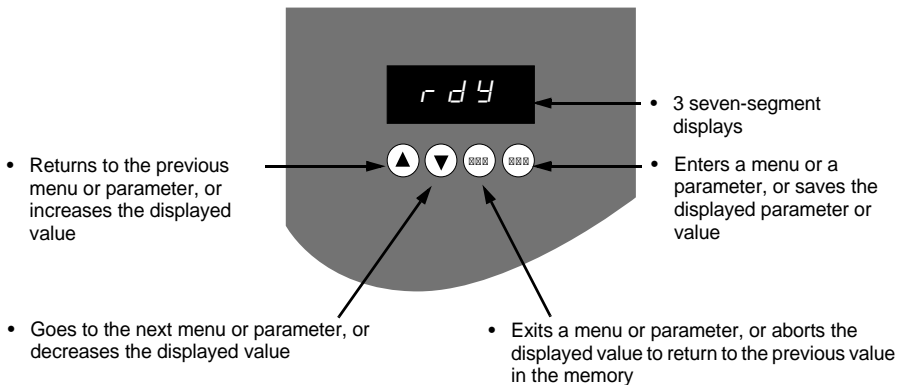 rdY
• 3 seven-segment
displays
• Returns to the previous
menu or parameter, or
increases the displayed
value
• Enters a menu or a
parameter, or saves the
displayed parameter or
value
• Goes to the next menu or parameter, or
decreases the displayed value
• Exits a menu or parameter, or aborts the
displayed value to return to the previous value
in the memory